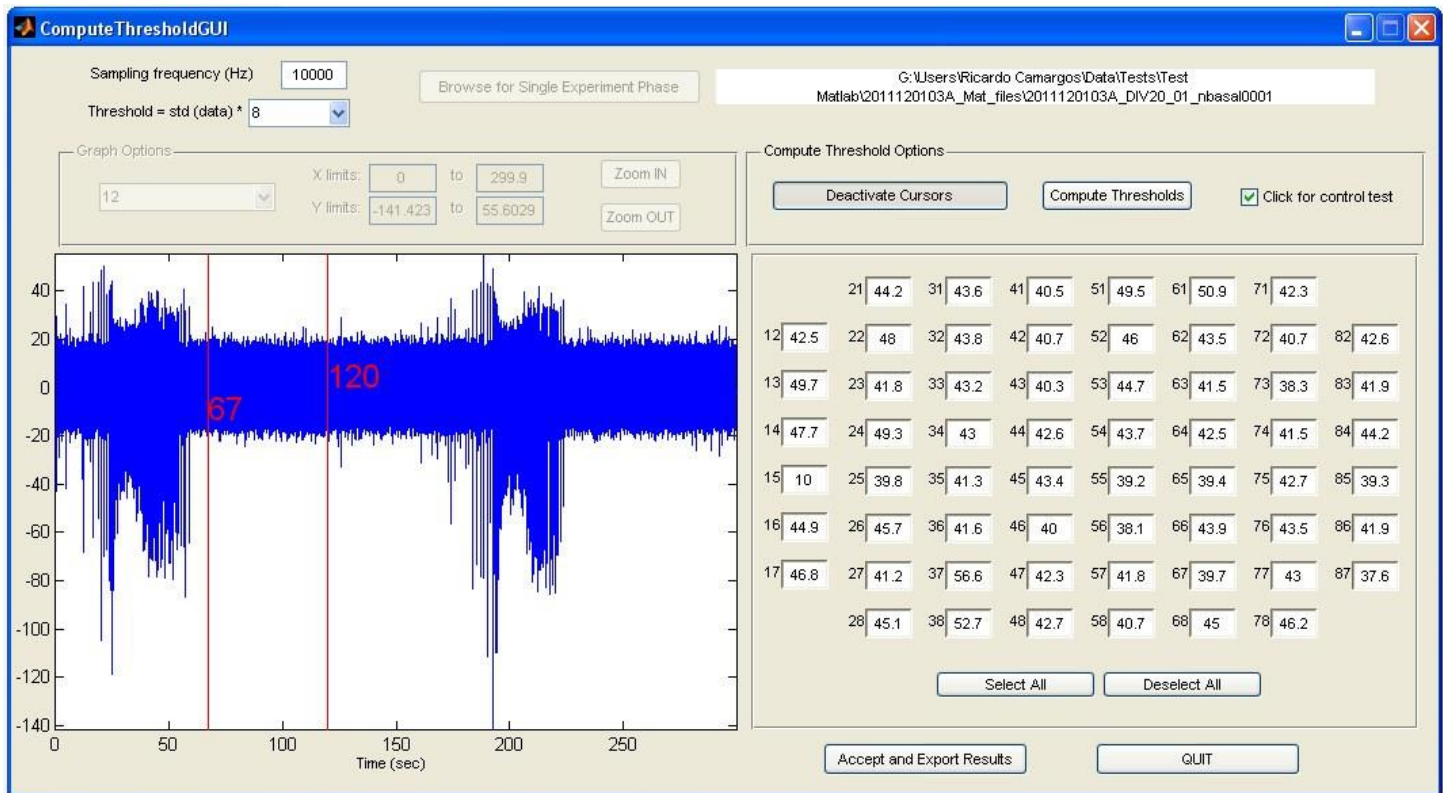 ComputeThresholdGUI
Sampling frequency (Hz) 10000
Threshold = std (data) * 8
Browse for Single Experiment Phase
G:\Users\Ricardo Camargos\Data\Tests\Test
Matlab\2011120103A_Mat_files\2011120103A_DIV20_01_nbasal0001
Graph Options
12
X limits: 0 to 299.9
Y limits: -141.423 to 55.6029
Zoom IN
Zoom OUT
Compute Threshold Options
Deactivate Cursors
Compute Thresholds
Click for control test
40
20
0
-20
-40
-60
-80
-100
-120
-140
67
120
0 50 100 150 200 250
Time (sec)
21 44.2 31 43.6 41 40.5 51 49.5 61 50.9 71 42.3
12 42.5 22 48 32 43.8 42 40.7 52 46 62 43.5 72 40.7 82 42.6
13 49.7 23 41.8 33 43.2 43 40.3 53 44.7 63 41.5 73 38.3 83 41.9
14 47.7 24 49.3 34 43 44 42.6 54 43.7 64 42.5 74 41.5 84 44.2
15 10 25 39.8 35 41.3 45 43.4 55 39.2 65 39.4 75 42.7 85 39.3
16 44.9 26 45.7 36 41.6 46 40 56 38.1 66 43.9 76 43.5 86 41.9
17 46.8 27 41.2 37 56.6 47 42.3 57 41.8 67 39.7 77 43 87 37.6
28 45.1 38 52.7 48 42.7 58 40.7 68 45 78 46.2
Select All
Deselect All
Accept and Export Results
QUIT